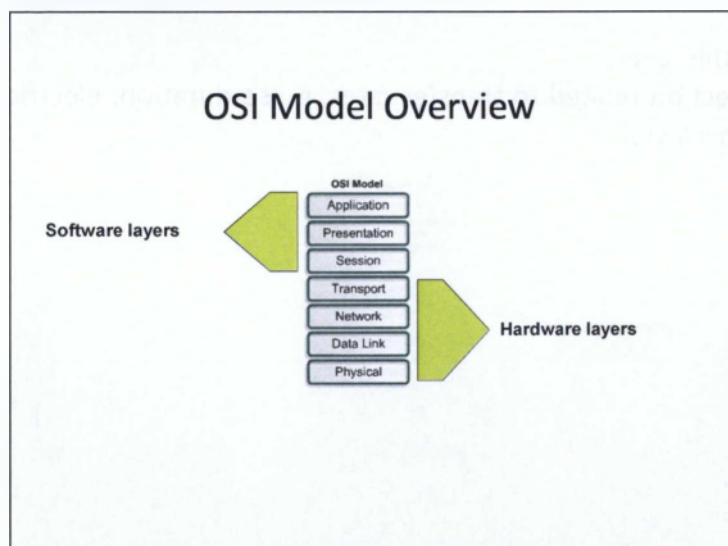 OSI Model Overview
OSI Model
Application
Presentation
Session
Transport
Network
Data Link
Physical
Software layers
Hardware layers